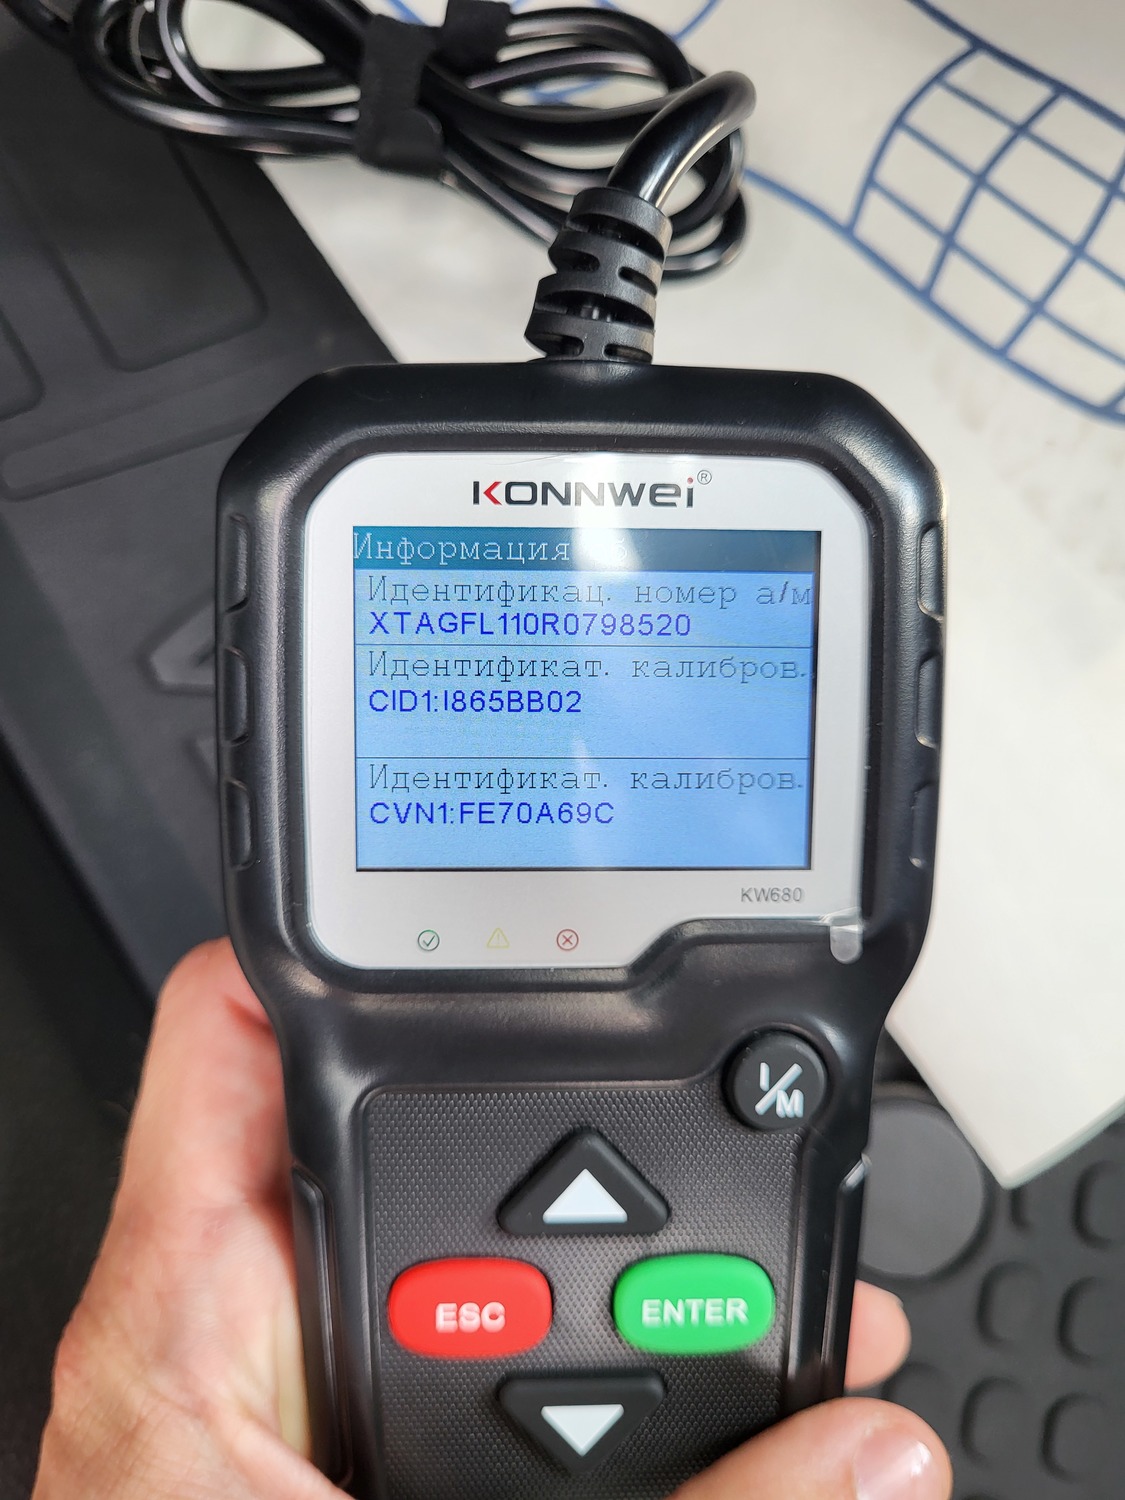 KONNWEI®
Информация
Идентификац. номер а/м
XTAGFL110R0798520
Идентификат. калибров.
CID1:I865BB02
Идентификат. калибров.
CVN1:FE70A69C
KW680
I/M
ESC
ENTER